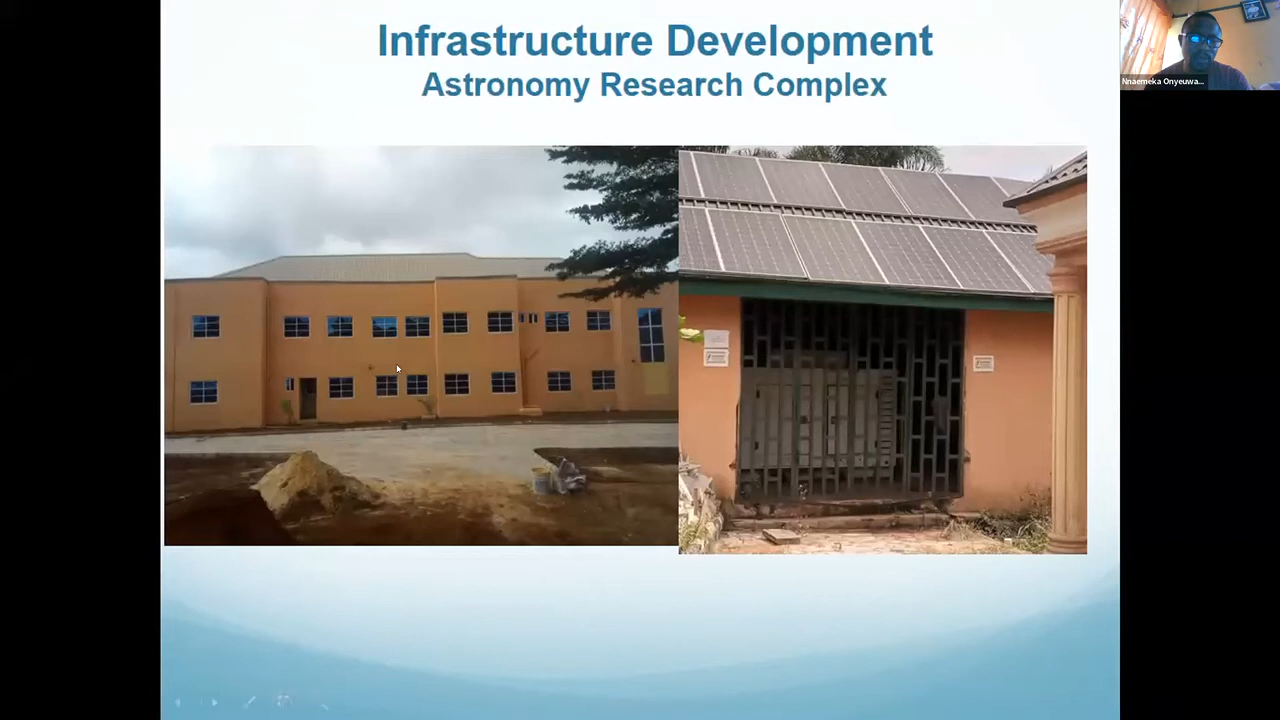 Infrastructure Development
Astronomy Research Complex
Nnaemeka Onyeuwa...